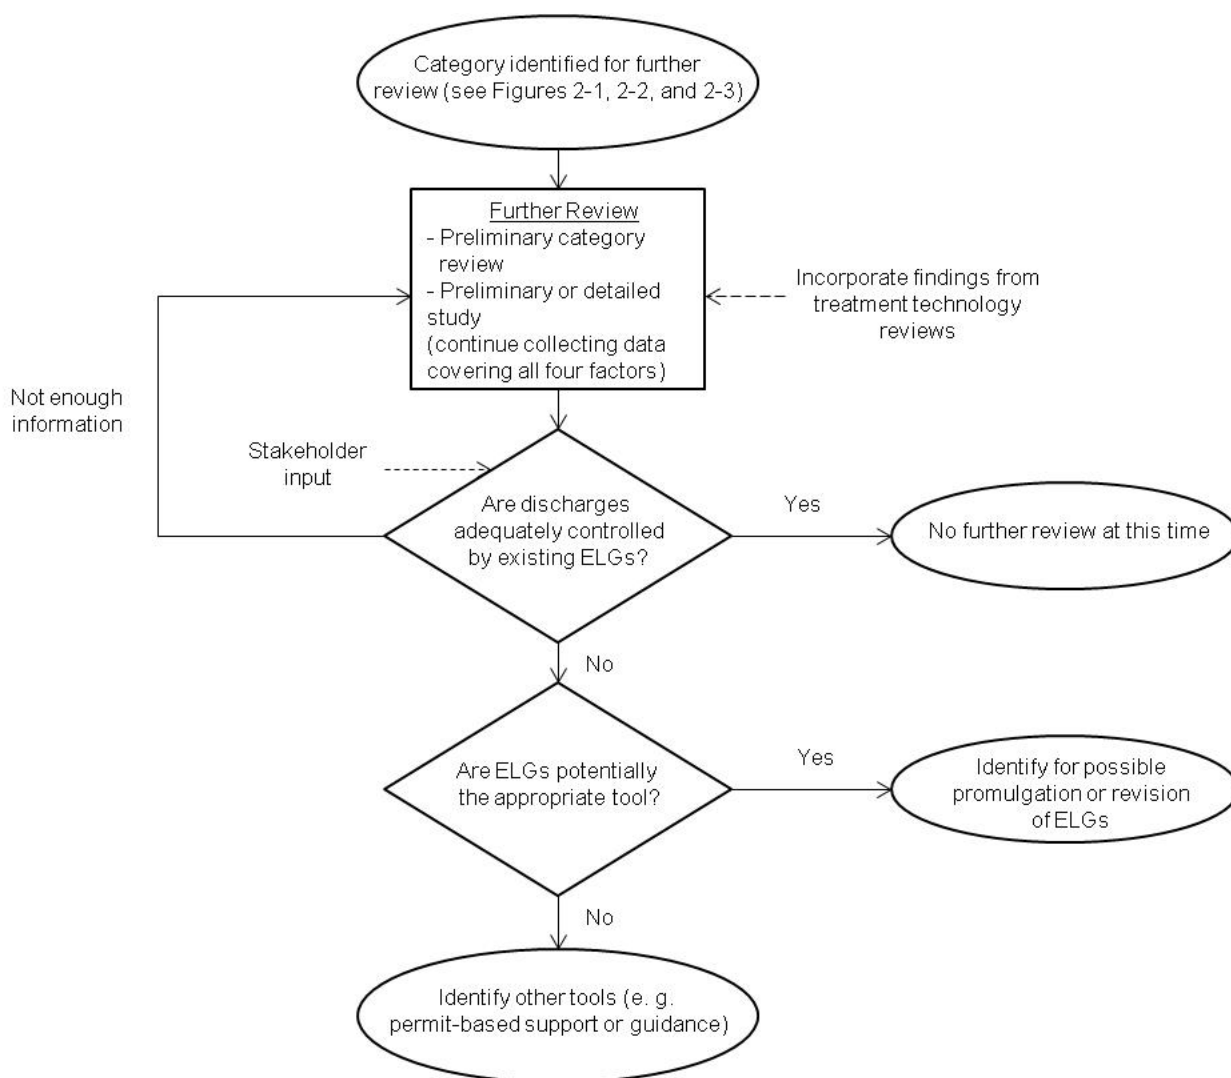 Category identified for further
review (see Figures 2-1, 2-2, and 2-3)
Further Review
- Preliminary category
review
- Preliminary or detailed
study
(continue collecting data
covering all four factors)
Incorporate findings from
treatment technology
reviews
Not enough
information
Stakeholder
input
Are discharges
adequately controlled
by existing ELGs?
Yes
No further review at this time
No
Are ELGs potentially
the appropriate tool?
Yes
Identify for possible
promulgation or revision
of ELGs
No
Identify other tools (e. g.
permit-based support or guidance)